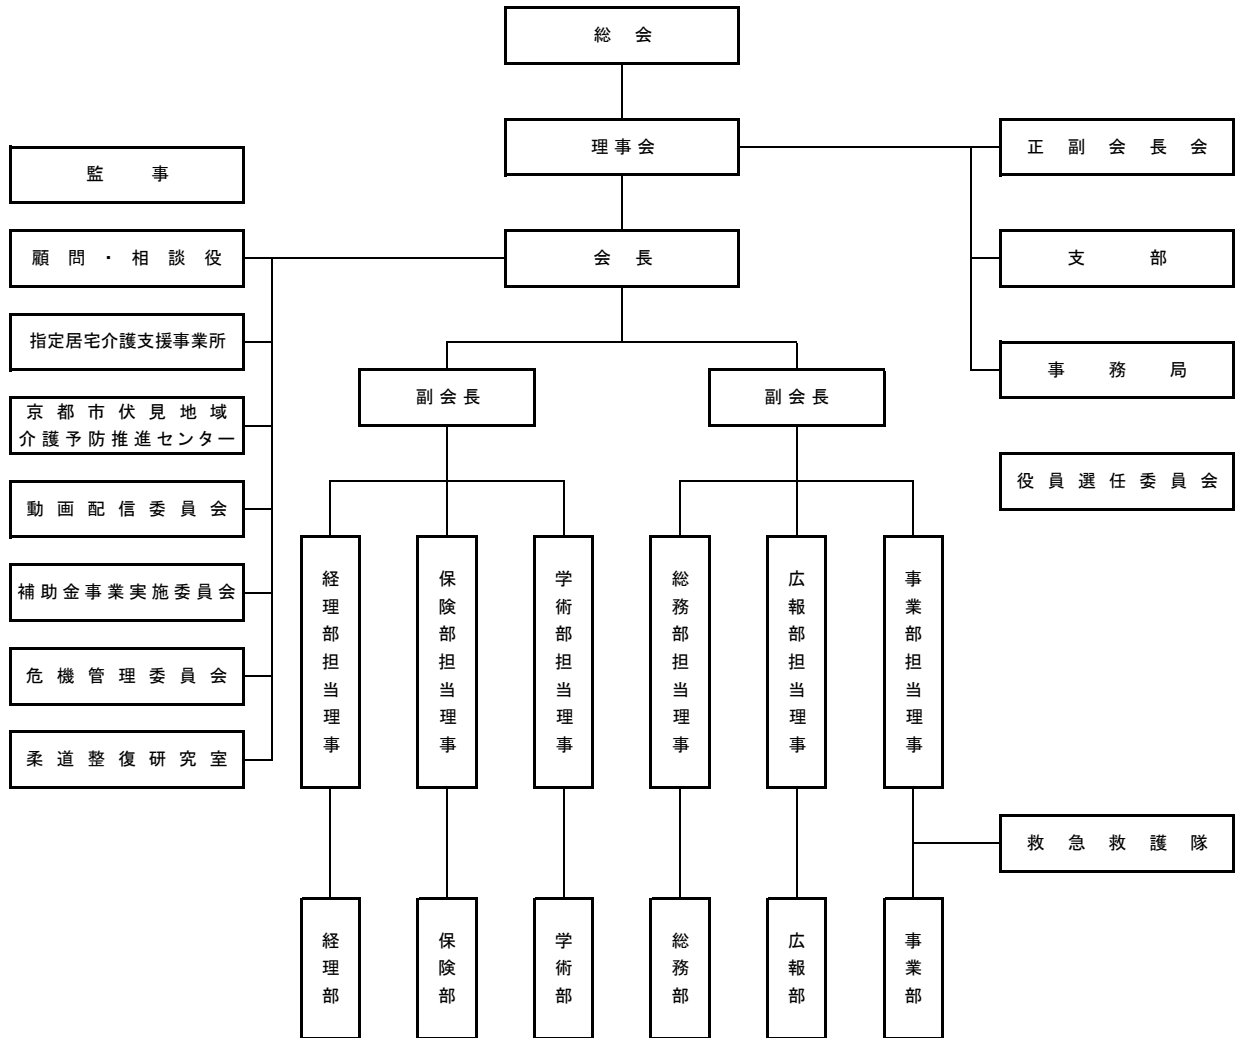 総会
理事会
正副会長会
監事
顧問・相談役
会長
支部
指定居宅介護支援事業所
事務局
副会長
副会長
京都市伏見地域
介護予防推進センター
役員選任委員会
動画配信委員会
補助金事業実施委員会
危機管理委員会
柔道整復研究室
経理部担当理事
保険部担当理事
学術部担当理事
総務部担当理事
広報部担当理事
事業部担当理事
救急救護隊
経理部
保険部
学術部
総務部
広報部
事業部